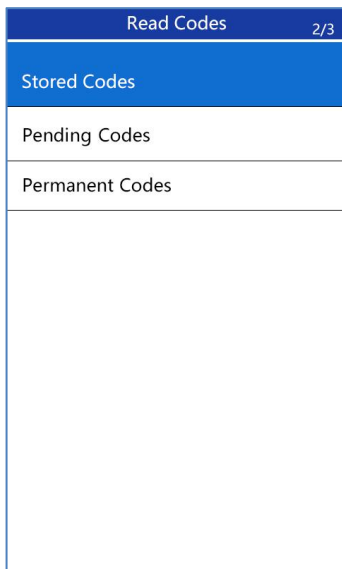 Read Codes 2/3
Stored Codes
Pending Codes
Permanent Codes